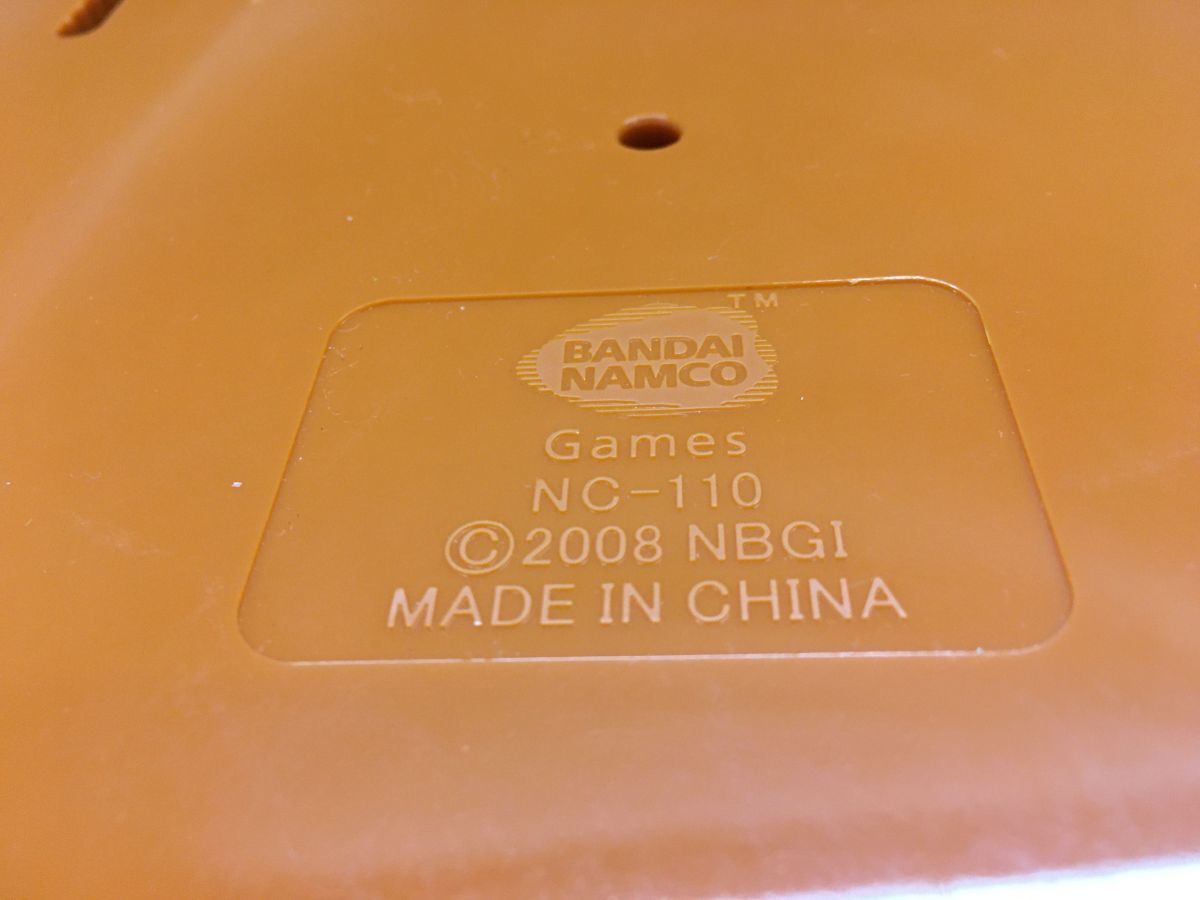 TM
BANDAI
NAMCO
Games
NC-110
©2008 NBGI
MADE IN CHINA